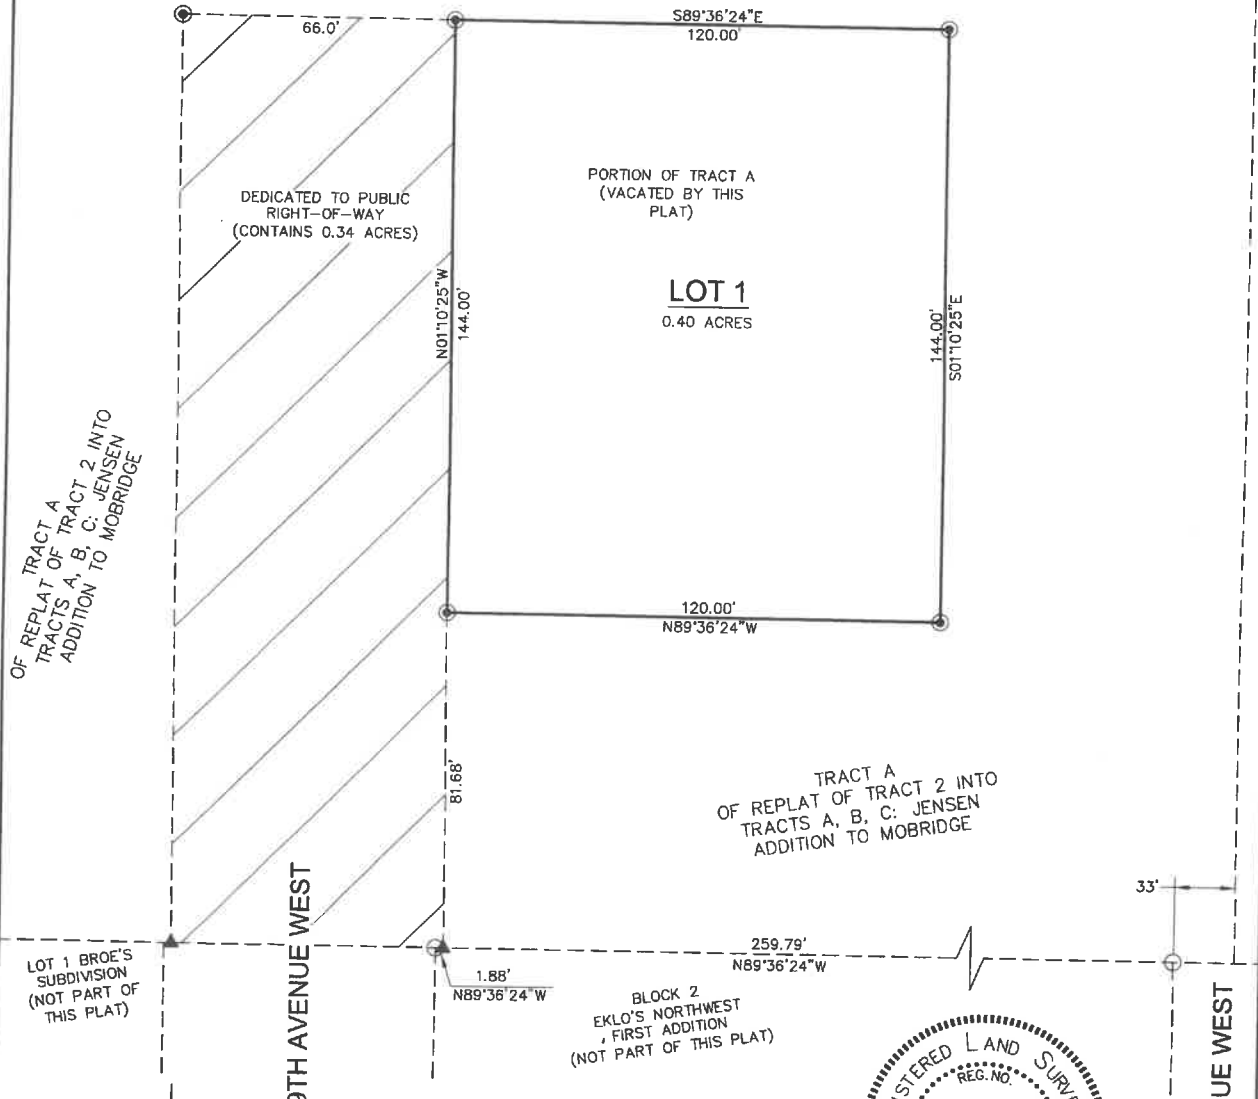 S89°36'24"E
120.00'
66.0'
PORTION OF TRACT A
(VACATED BY THIS
PLAT)
DEDICATED TO PUBLIC
RIGHT-OF-WAY
(CONTAINS 0.34 ACRES)
LOT 1
0.40 ACRES
N01°10'25"W
144.00'
144.00'
S01°10'25"E
TRACT A
OF REPLAT OF TRACT 2 INTO
TRACTS A, B, C: JENSEN
ADDITION TO MOBRIDGE
120.00'
N89°36'24"W
81.68'
TRACT A
OF REPLAT OF TRACT 2 INTO
TRACTS A, B, C: JENSEN
ADDITION TO MOBRIDGE
33'
259.79'
N89°36'24"W
LOT 1 BROE'S
SUBDIVISION
(NOT PART OF
THIS PLAT)
9TH AVENUE WEST
1.88'
N89°36'24"W
BLOCK 2
EKLO'S NORTHWEST
FIRST ADDITION
(NOT PART OF THIS PLAT)
STERED LAND SURVE
REG. NO.
UE WEST